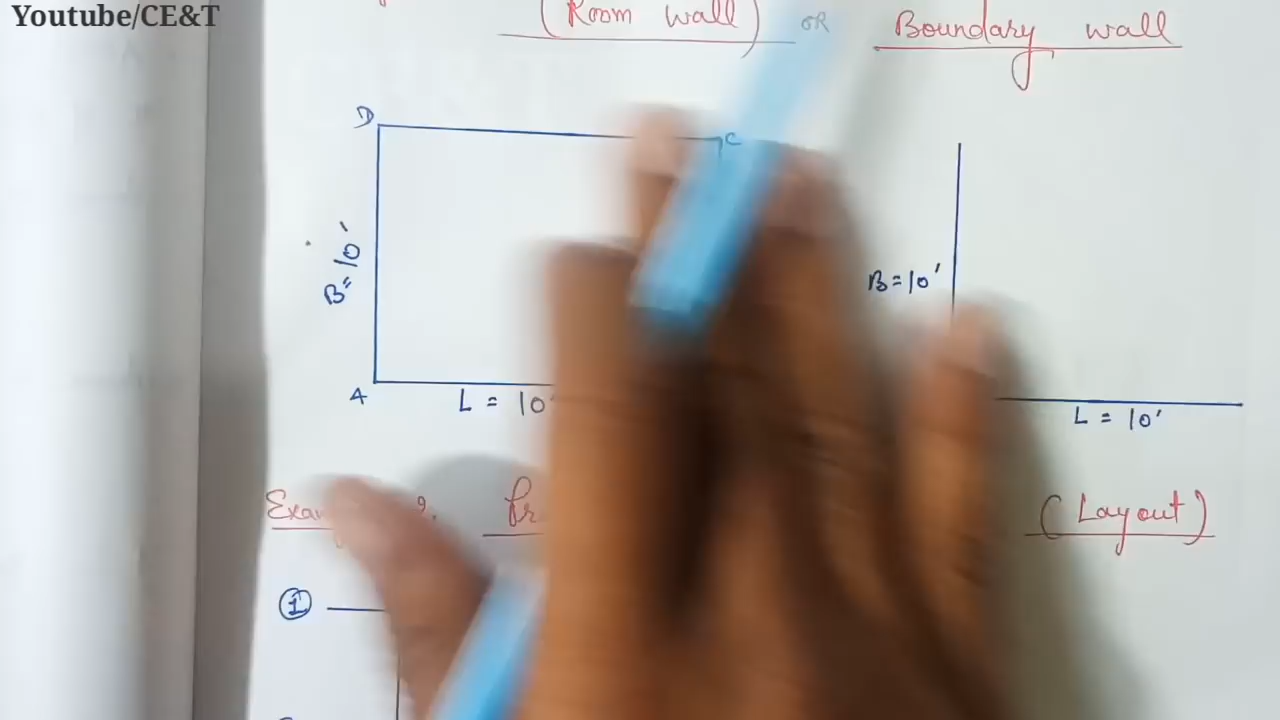 Youtube/CE&T
(Room wall) OR Boundary wall
D C
B = 10'
B = 10'
A
L = 10'
L = 10'
(Layout)
1